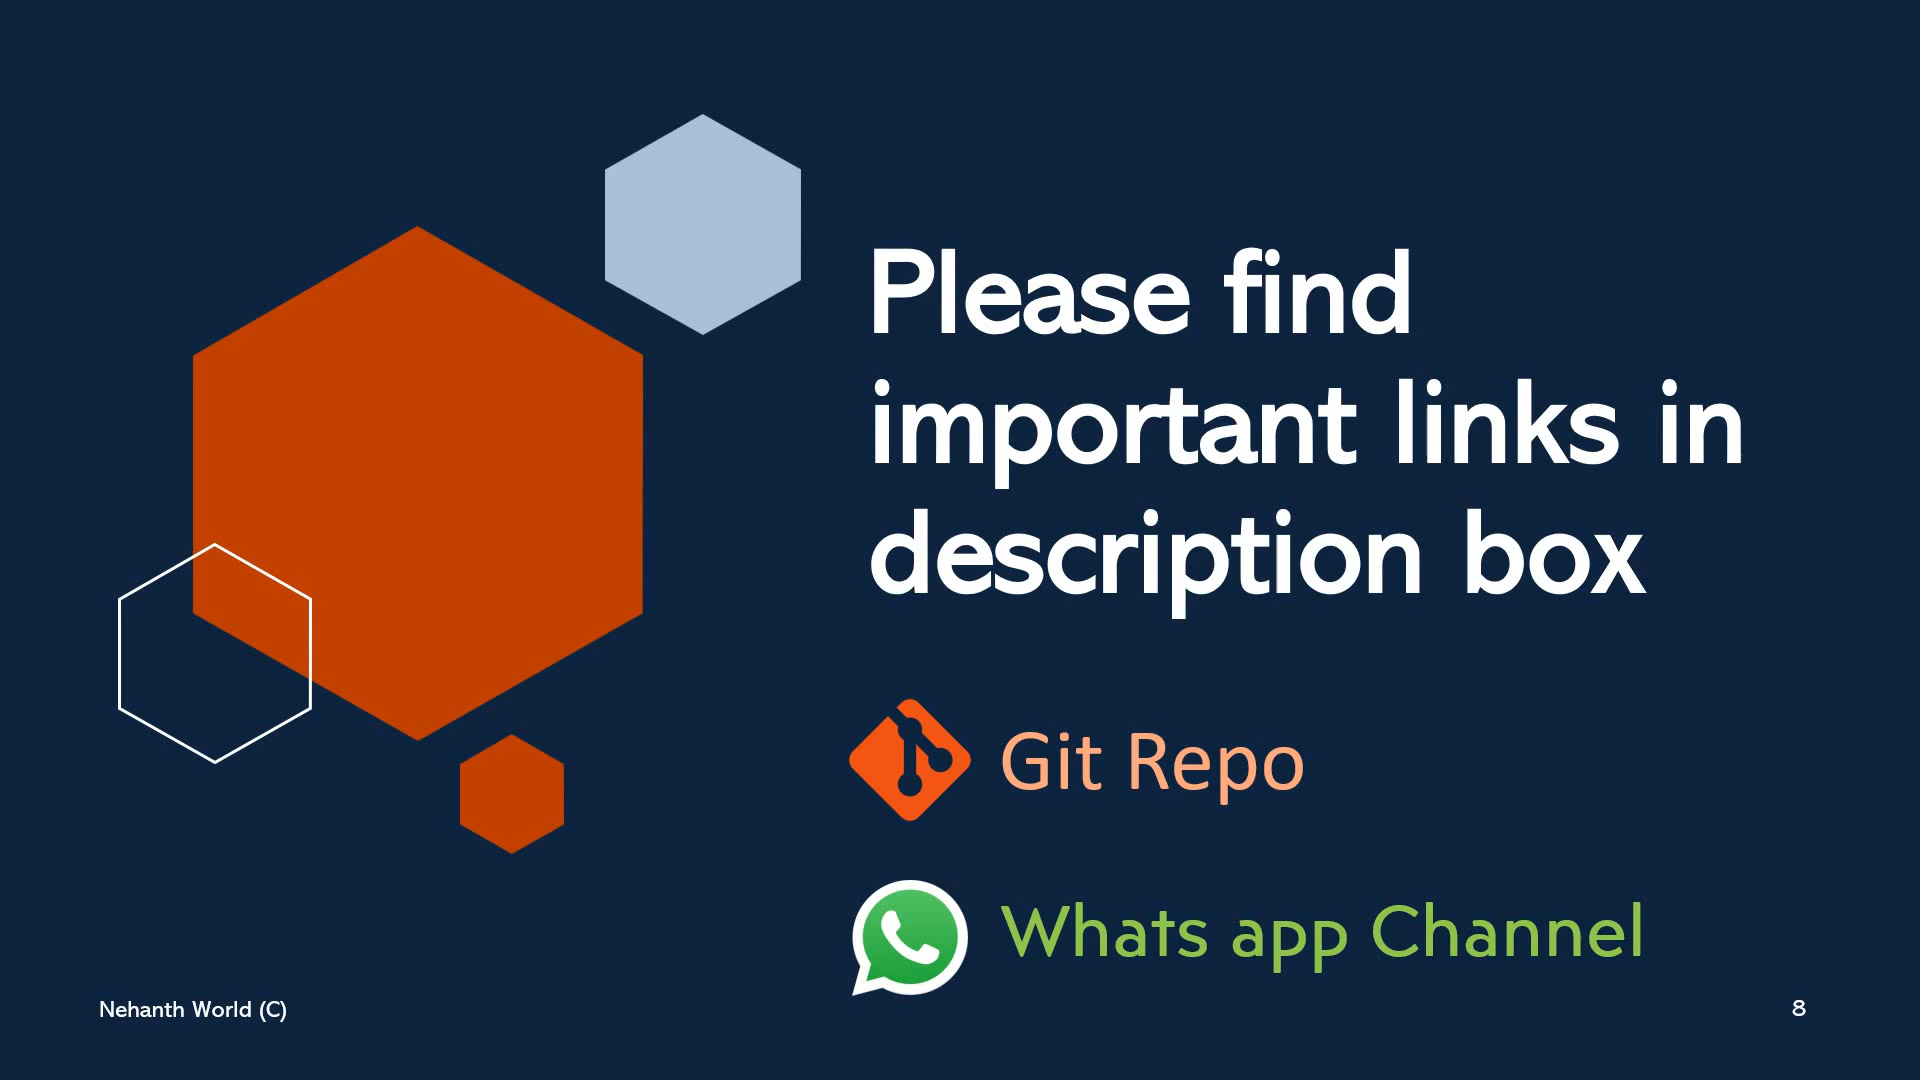 Please find
important links in
description box
Git Repo
Whats app Channel
Nehanth World (C)
8